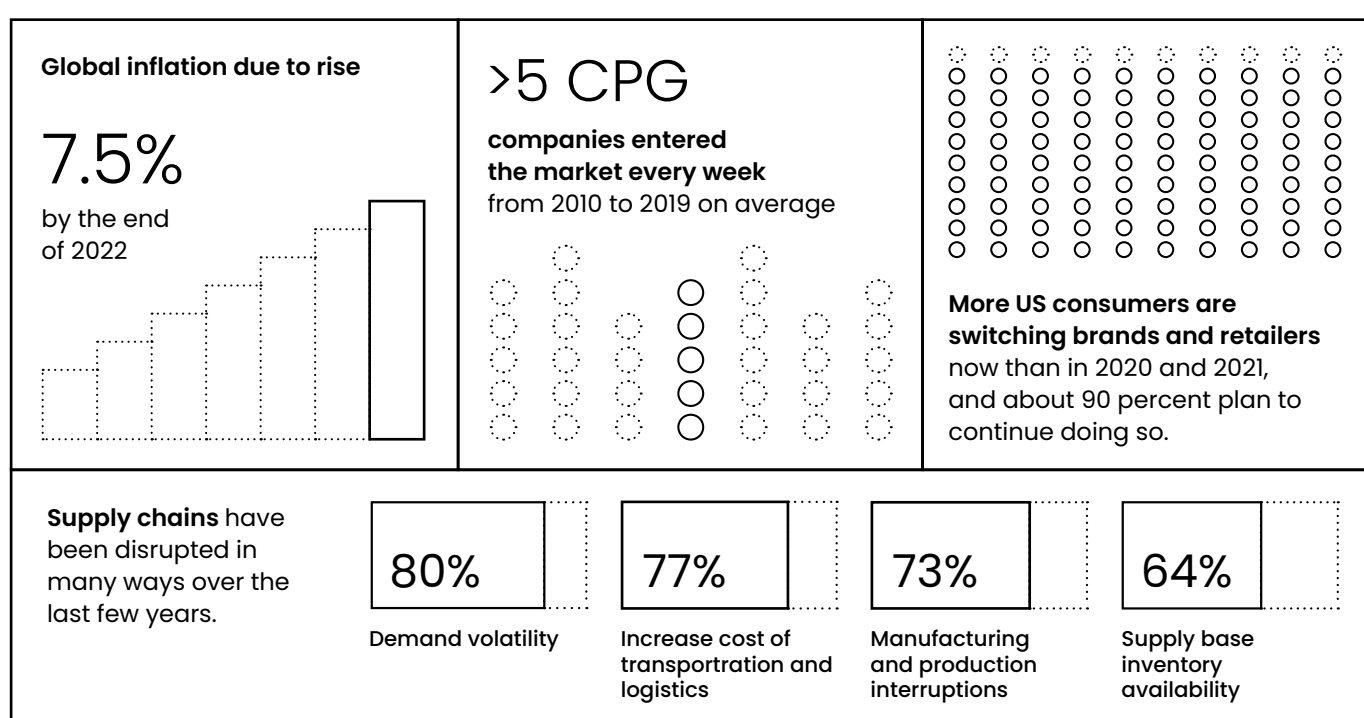 Global inflation due to rise
7.5%
by the end
of 2022
>5 CPG
companies entered
the market every week
from 2010 to 2019 on average
More US consumers are
switching brands and retailers
now than in 2020 and 2021,
and about 90 percent plan to
continue doing so.
Supply chains have
been disrupted in
many ways over the
last few years.
80%
Demand volatility
77%
Increase cost of
transportration and
logistics
73%
Manufacturing
and production
interruptions
64%
Supply base
inventory
availability